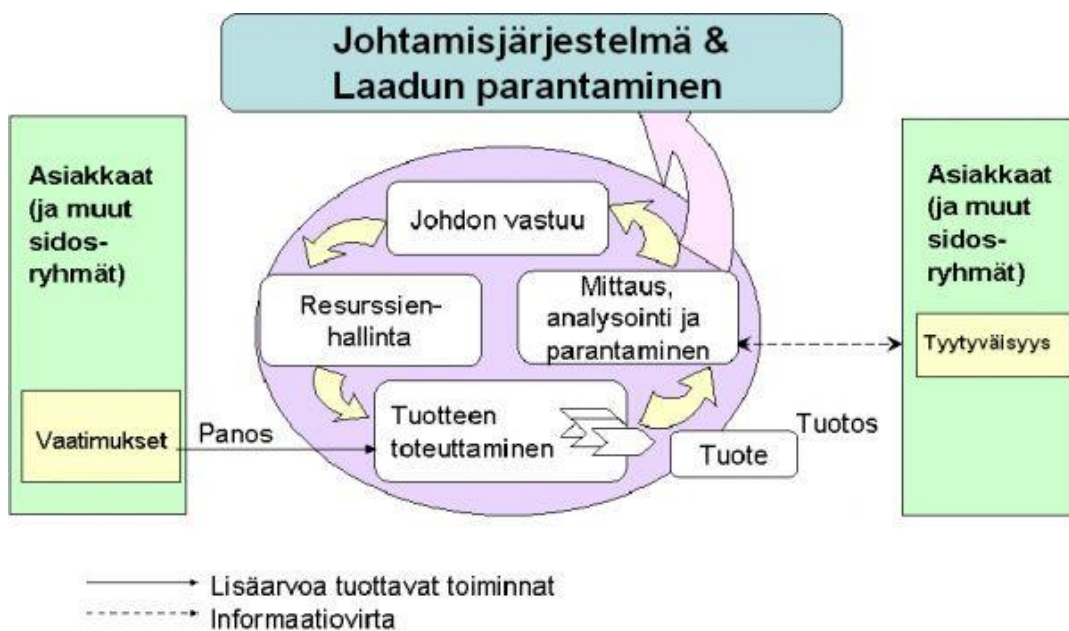 Johtamisjärjestelmä &
Laadun parantaminen
Asiakkaat
(ja muut
sidos-
ryhmät)
Vaatimukset
Panos
Johdon vastuu
Resurssien-
hallinta
Mittaus,
analysointi ja
parantaminen
Tuotteen
toteuttaminen
Tuote
Tuotos
Asiakkaat
(ja muut
sidos-
ryhmät)
Tyytyväisyys
Lisäarvoa tuottavat toiminnat
Informaatiovirta